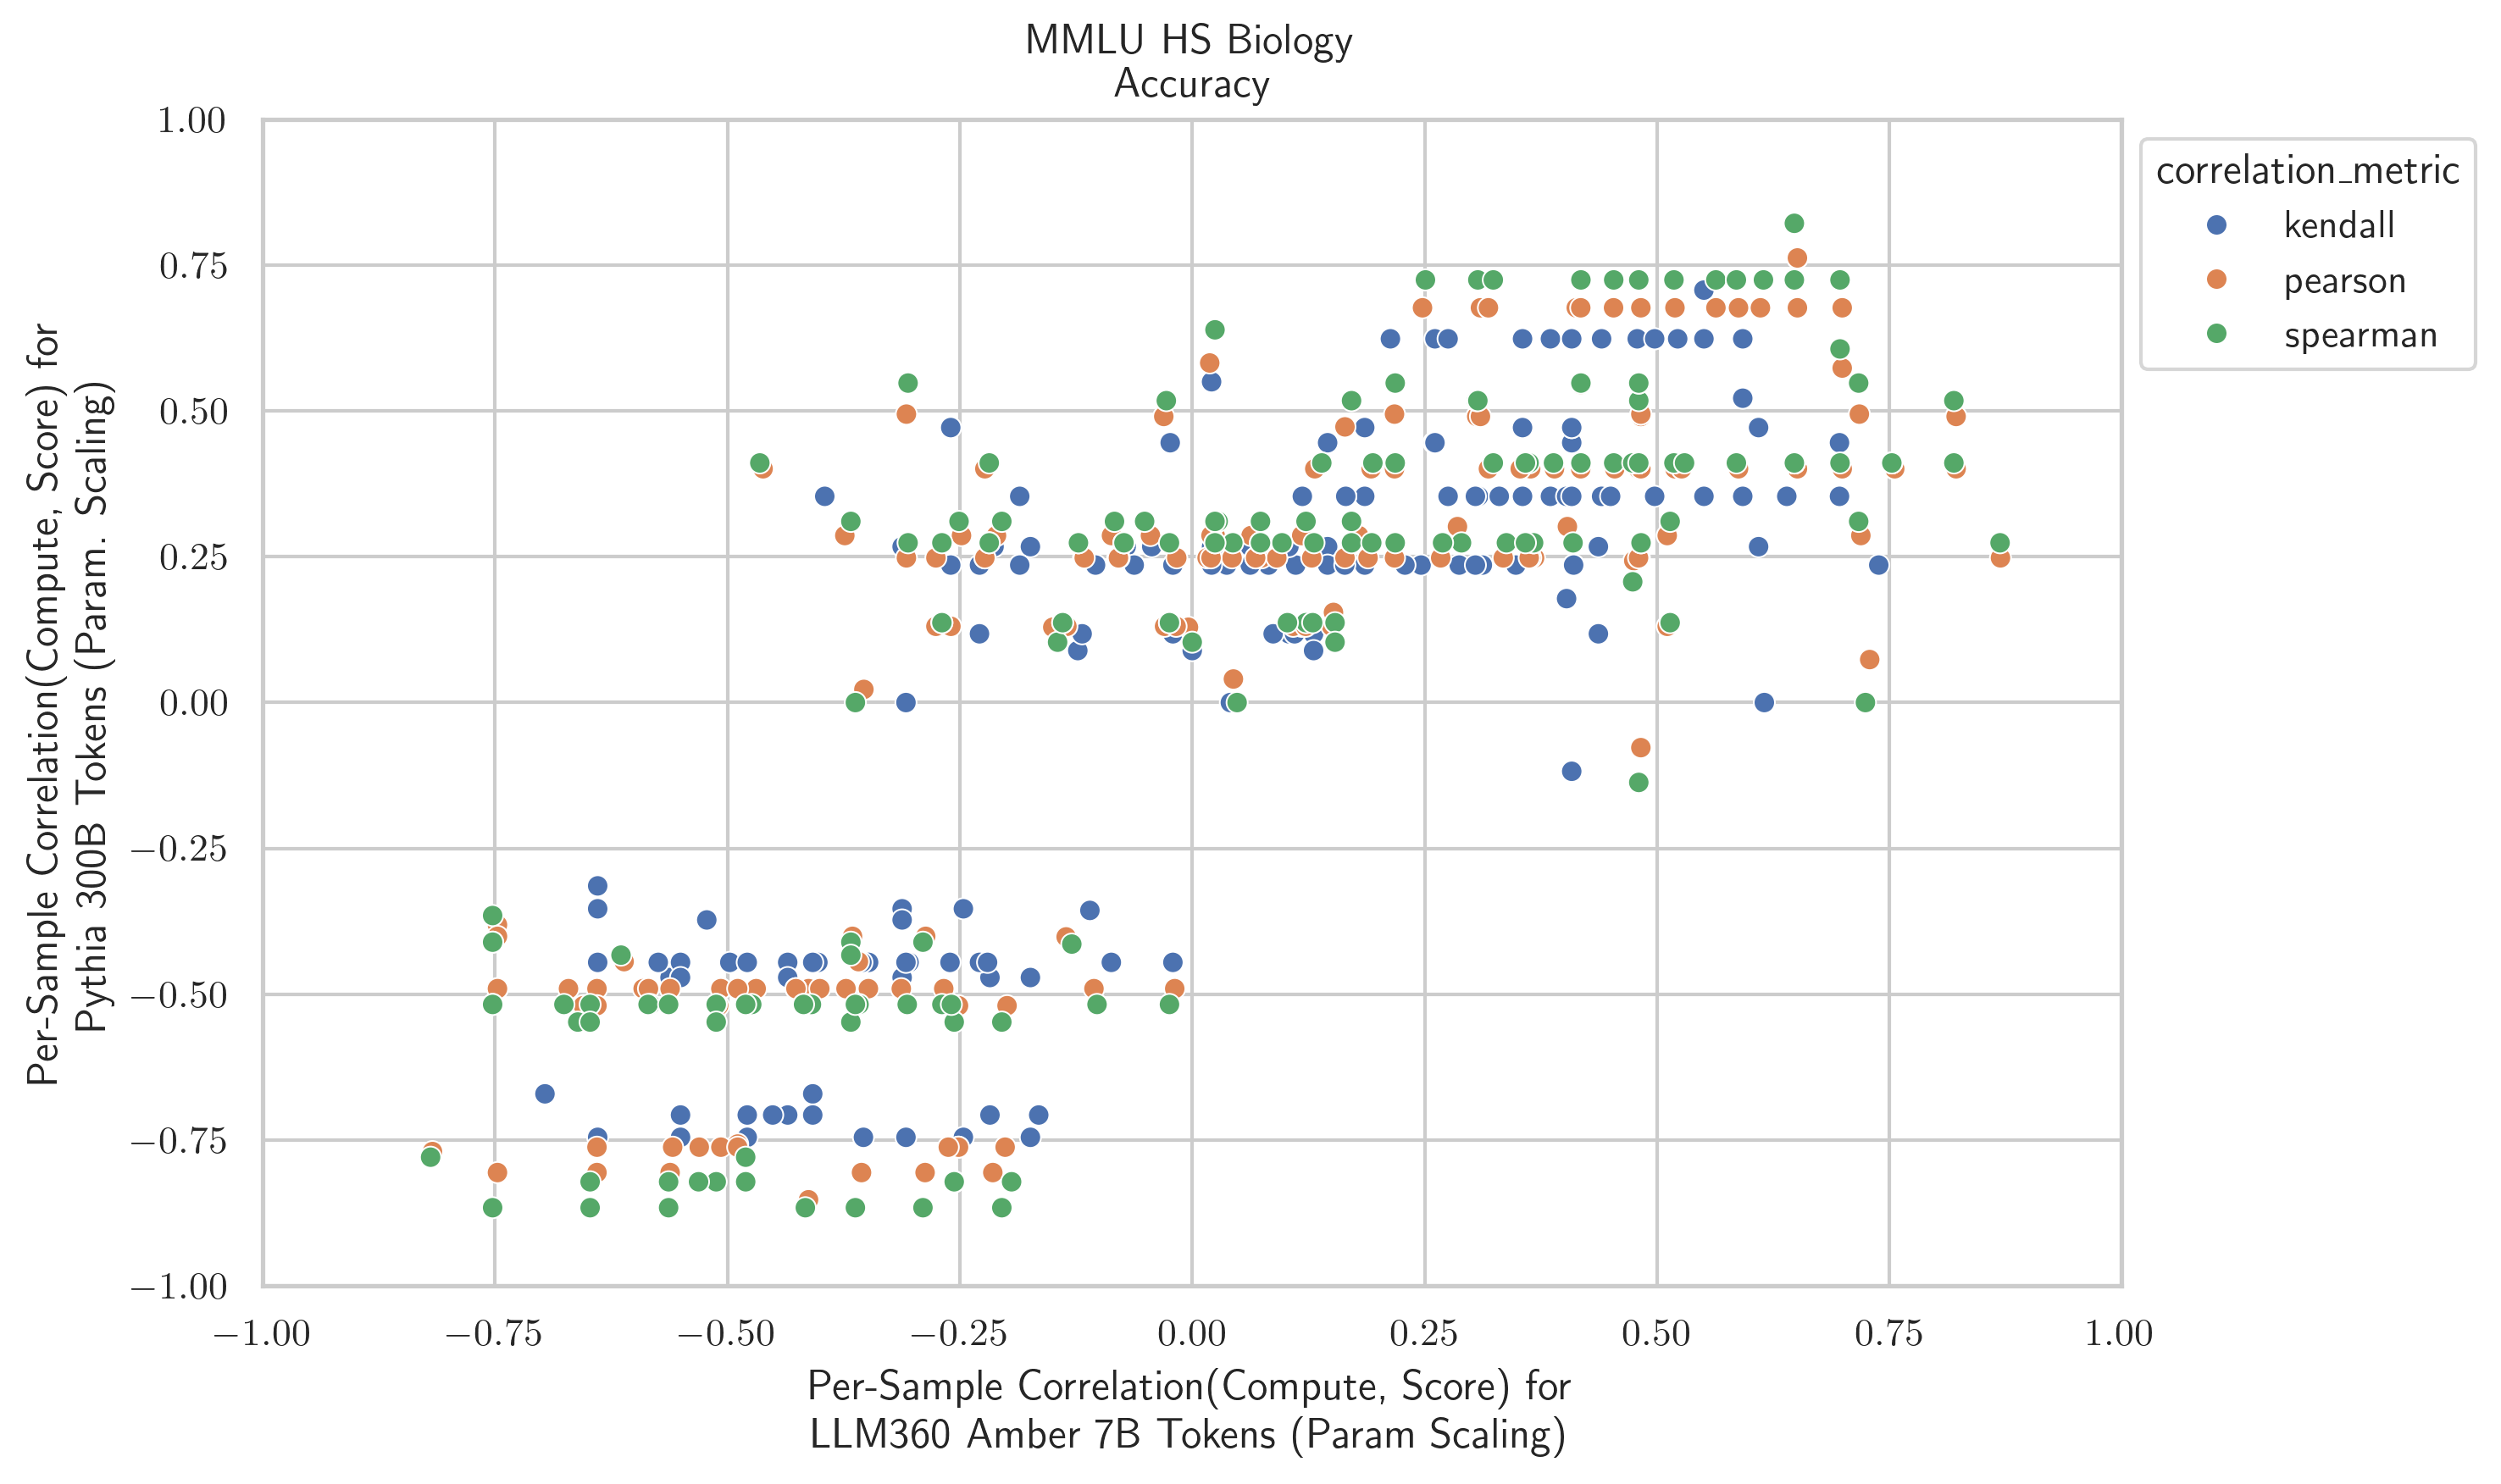 MMLU HS Biology
Accuracy
1.00
0.75
0.50
0.25
0.00
−0.25
−0.50
−0.75
−1.00
Per-Sample Correlation(Compute, Score) for
Pythia 300B Tokens (Param. Scaling)
−1.00 −0.75 −0.50 −0.25 0.00 0.25 0.50 0.75 1.00
Per-Sample Correlation(Compute, Score) for
LLM360 Amber 7B Tokens (Param Scaling)
correlation_metric
kendall
pearson
spearman